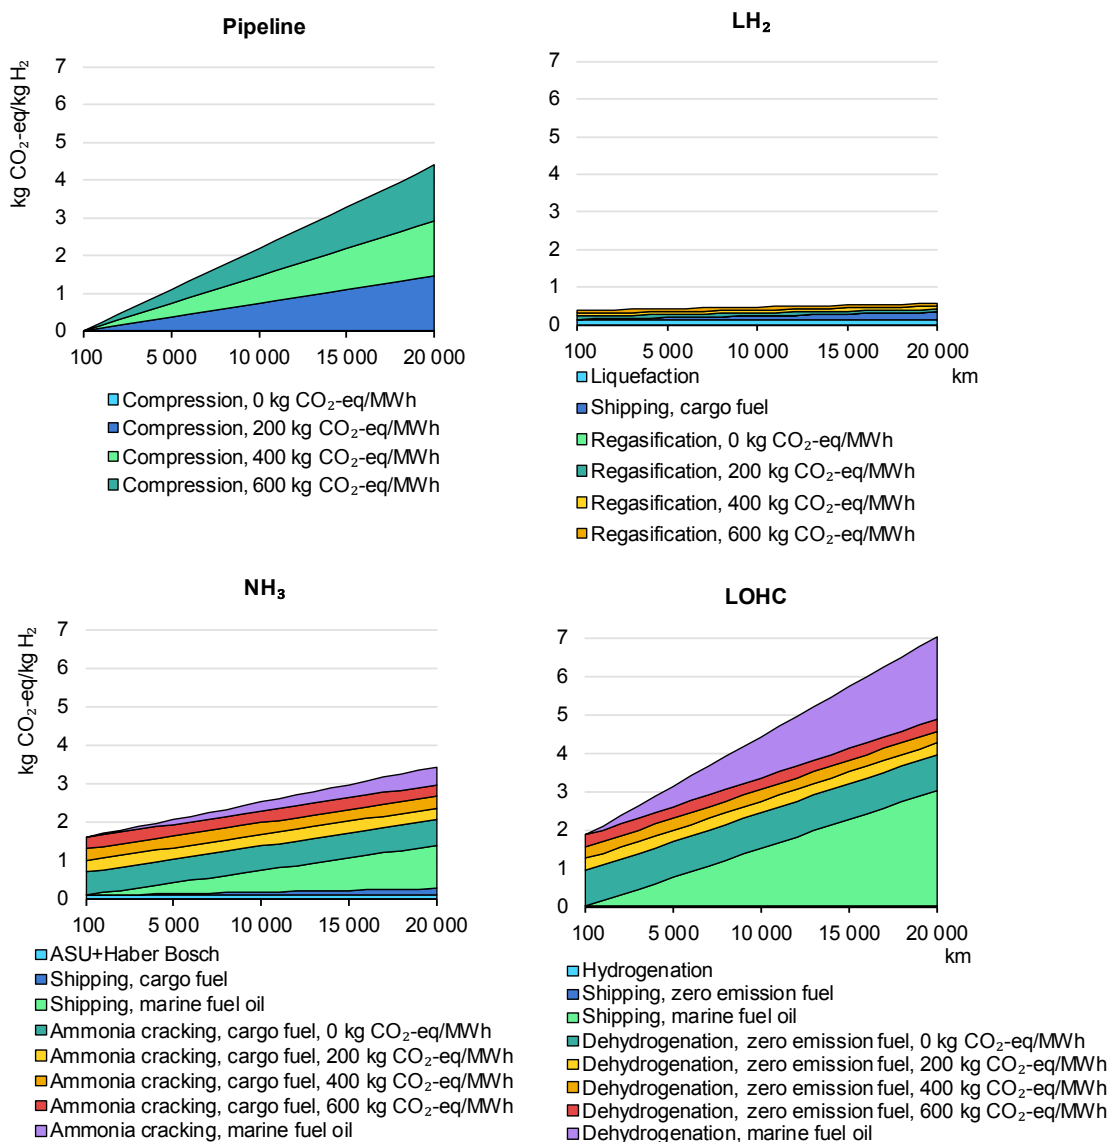 Pipeline
kg CO₂-eq/kg H₂
7
6
5
4
3
2
1
0
100
5 000
10 000
15 000
20 000
Compression, 0 kg CO₂-eq/MWh
Compression, 200 kg CO₂-eq/MWh
Compression, 400 kg CO₂-eq/MWh
Compression, 600 kg CO₂-eq/MWh
LH₂
7
6
5
4
3
2
1
0
100
5 000
10 000
15 000
20 000
km
Liquefaction
Shipping, cargo fuel
Regasification, 0 kg CO₂-eq/MWh
Regasification, 200 kg CO₂-eq/MWh
Regasification, 400 kg CO₂-eq/MWh
Regasification, 600 kg CO₂-eq/MWh
NH₃
kg CO₂-eq/kg H₂
7
6
5
4
3
2
1
0
100
5 000
10 000
15 000
20 000
ASU+Haber Bosch
Shipping, cargo fuel
Shipping, marine fuel oil
Ammonia cracking, cargo fuel, 0 kg CO₂-eq/MWh
Ammonia cracking, cargo fuel, 200 kg CO₂-eq/MWh
Ammonia cracking, cargo fuel, 400 kg CO₂-eq/MWh
Ammonia cracking, cargo fuel, 600 kg CO₂-eq/MWh
Ammonia cracking, marine fuel oil
LOHC
7
6
5
4
3
2
1
0
100
5 000
10 000
15 000
20 000
km
Hydrogenation
Shipping, zero emission fuel
Shipping, marine fuel oil
Dehydrogenation, zero emission fuel, 0 kg CO₂-eq/MWh
Dehydrogenation, zero emission fuel, 200 kg CO₂-eq/MWh
Dehydrogenation, zero emission fuel, 400 kg CO₂-eq/MWh
Dehydrogenation, zero emission fuel, 600 kg CO₂-eq/MWh
Dehydrogenation, marine fuel oil